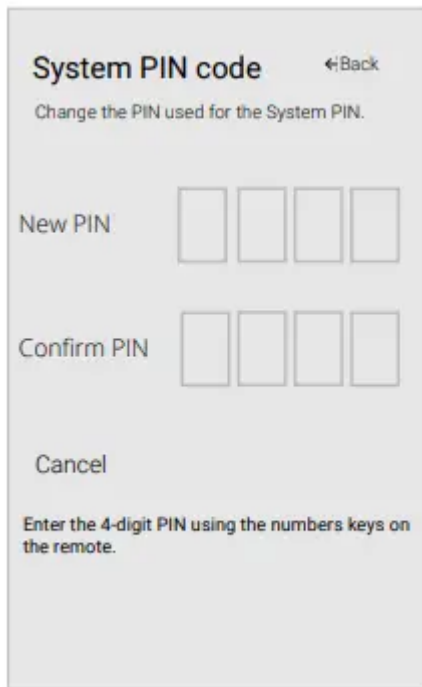 System PIN code
Back
Change the PIN used for the System PIN.
New PIN
Confirm PIN
Cancel
Enter the 4-digit PIN using the numbers keys on
the remote.